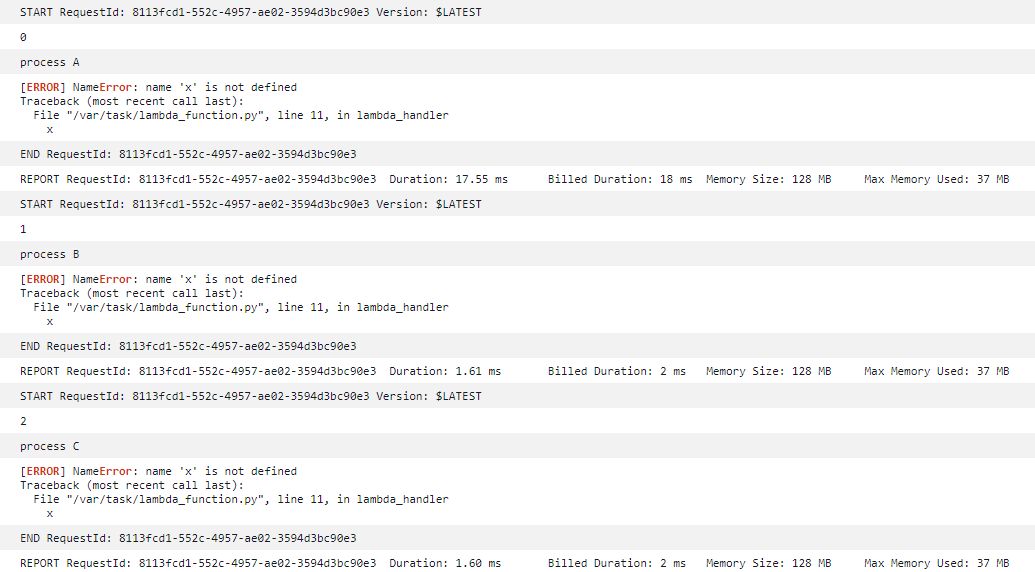 START RequestId: 8113fcd1-552c-4957-ae02-3594d3bc90e3 Version: $LATEST
0
process A
[ERROR] NameError: name 'x' is not defined
Traceback (most recent call last):
  File "/var/task/lambda_function.py", line 11, in lambda_handler
    x
END RequestId: 8113fcd1-552c-4957-ae02-3594d3bc90e3
REPORT RequestId: 8113fcd1-552c-4957-ae02-3594d3bc90e3  Duration: 17.55 ms  Billed Duration: 18 ms  Memory Size: 128 MB  Max Memory Used: 37 MB
START RequestId: 8113fcd1-552c-4957-ae02-3594d3bc90e3 Version: $LATEST
1
process B
[ERROR] NameError: name 'x' is not defined
Traceback (most recent call last):
  File "/var/task/lambda_function.py", line 11, in lambda_handler
    x
END RequestId: 8113fcd1-552c-4957-ae02-3594d3bc90e3
REPORT RequestId: 8113fcd1-552c-4957-ae02-3594d3bc90e3  Duration: 1.61 ms  Billed Duration: 2 ms  Memory Size: 128 MB  Max Memory Used: 37 MB
START RequestId: 8113fcd1-552c-4957-ae02-3594d3bc90e3 Version: $LATEST
2
process C
[ERROR] NameError: name 'x' is not defined
Traceback (most recent call last):
  File "/var/task/lambda_function.py", line 11, in lambda_handler
    x
END RequestId: 8113fcd1-552c-4957-ae02-3594d3bc90e3
REPORT RequestId: 8113fcd1-552c-4957-ae02-3594d3bc90e3  Duration: 1.60 ms  Billed Duration: 2 ms  Memory Size: 128 MB  Max Memory Used: 37 MB